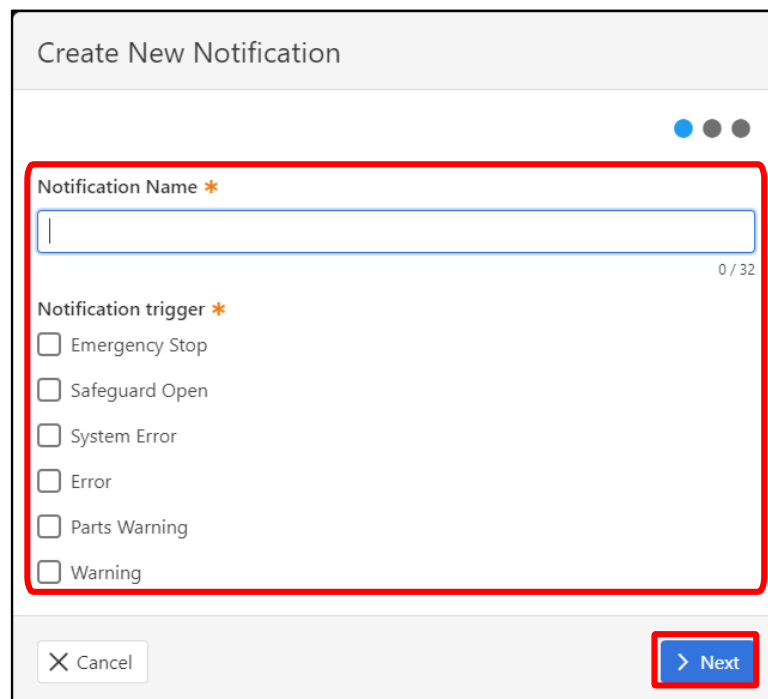 Create New Notification
Notification Name *
0 / 32
Notification trigger *
Emergency Stop
Safeguard Open
System Error
Error
Parts Warning
Warning
Cancel
Next